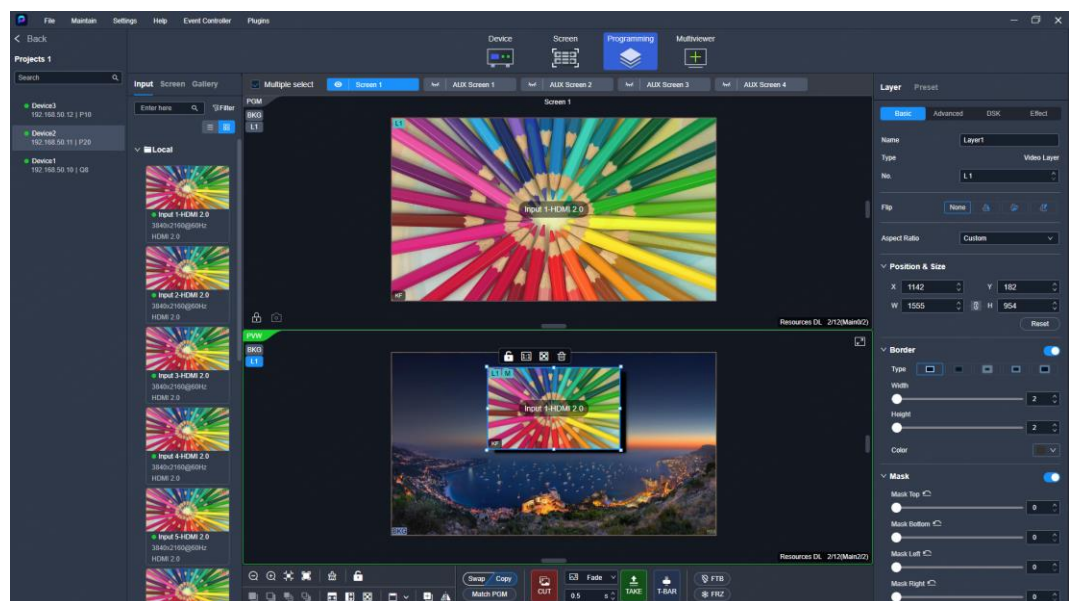 File Maintain Settings Help Event Controller Plugins
Back
Device Screen Programming Multiviewer
Projects 1
Search
Device3
192.168.50.12 | P10
Device2
192.168.50.11 | P20
Device1
192.168.50.10 | Q8
Input Screen Gallery
Enter here Filter
Local
Input 1-HDMI 2.0
3840x2160@60Hz
HDMI 2.0
Input 2-HDMI 2.0
3840x2160@60Hz
HDMI 2.0
Input 3-HDMI 2.0
3840x2160@60Hz
HDMI 2.0
Input 4-HDMI 2.0
3840x2160@60Hz
HDMI 2.0
Input 5-HDMI 2.0
3840x2160@60Hz
HDMI 2.0
Multiple select Screen 1 AUX Screen 1 AUX Screen 2 AUX Screen 3 AUX Screen 4
PGM
Screen 1
BKG
L1
L1
Input 1-HDMI 2.0
KF
Resources DL 2/12(Main0/2)
PVW
BKG
L1
1:1
L1 M
Input 1-HDMI 2.0
KF
BKG
Resources DL 2/12(Main2/2)
Swap Copy
Match PGM
CUT
Fade
0.5 s
TAKE
T-BAR
FTB
FRZ
Layer Preset
Basic Advanced DSK Effect
Name Layer1
Type Video Layer
No. L1
Flip None
Aspect Ratio Custom
Position & Size
X 1142 Y 182
W 1555 H 954
Reset
Border
Type
Width
2
Height
2
Color
Mask
Mask Top
0
Mask Bottom
0
Mask Left
0
Mask Right
0